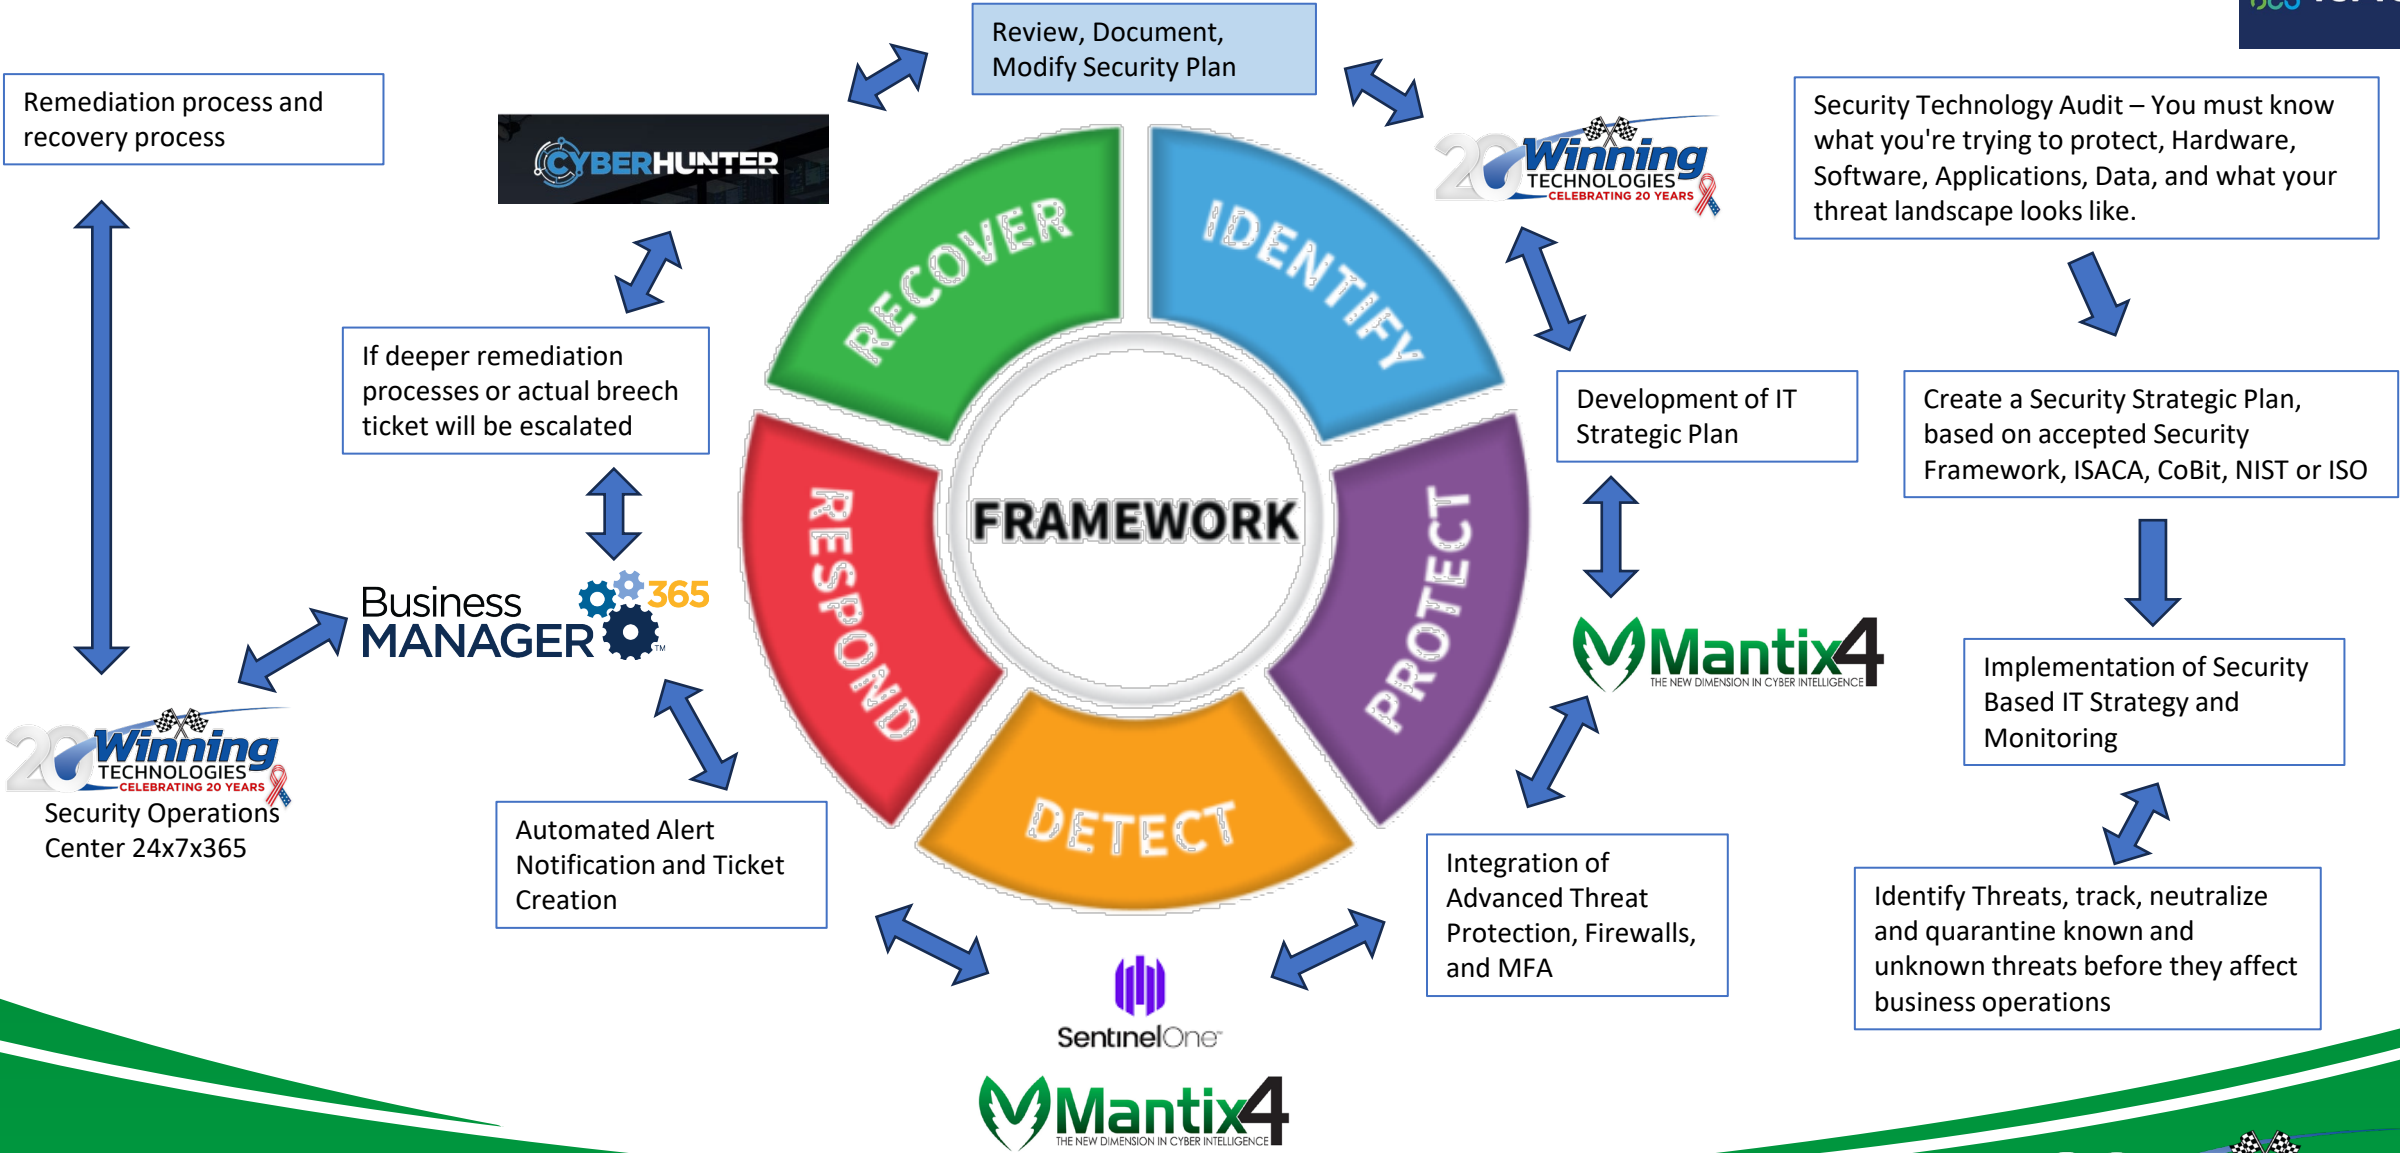 Review, Document,
Modify Security Plan
Remediation process and
recovery process
CYBERHUNTER
20 Winning
TECHNOLOGIES
CELEBRATING 20 YEARS
Security Technology Audit – You must know
what you're trying to protect, Hardware,
Software, Applications, Data, and what your
threat landscape looks like.
RECOVER
IDENTIFY
If deeper remediation
processes or actual breech
ticket will be escalated
Development of IT
Strategic Plan
Create a Security Strategic Plan,
based on accepted Security
Framework, ISACA, CoBit, NIST or ISO
FRAMEWORK
RESPOND
PROTECT
Business 365
MANAGER TM
Mantix4
THE NEW DIMENSION IN CYBER INTELLIGENCE
Implementation of Security
Based IT Strategy and
Monitoring
20 Winning
TECHNOLOGIES
CELEBRATING 20 YEARS
Security Operations
Center 24x7x365
DETECT
Automated Alert
Notification and Ticket
Creation
Integration of
Advanced Threat
Protection, Firewalls,
and MFA
Identify Threats, track, neutralize
and quarantine known and
unknown threats before they affect
business operations
SentinelOne
Mantix4
THE NEW DIMENSION IN CYBER INTELLIGENCE